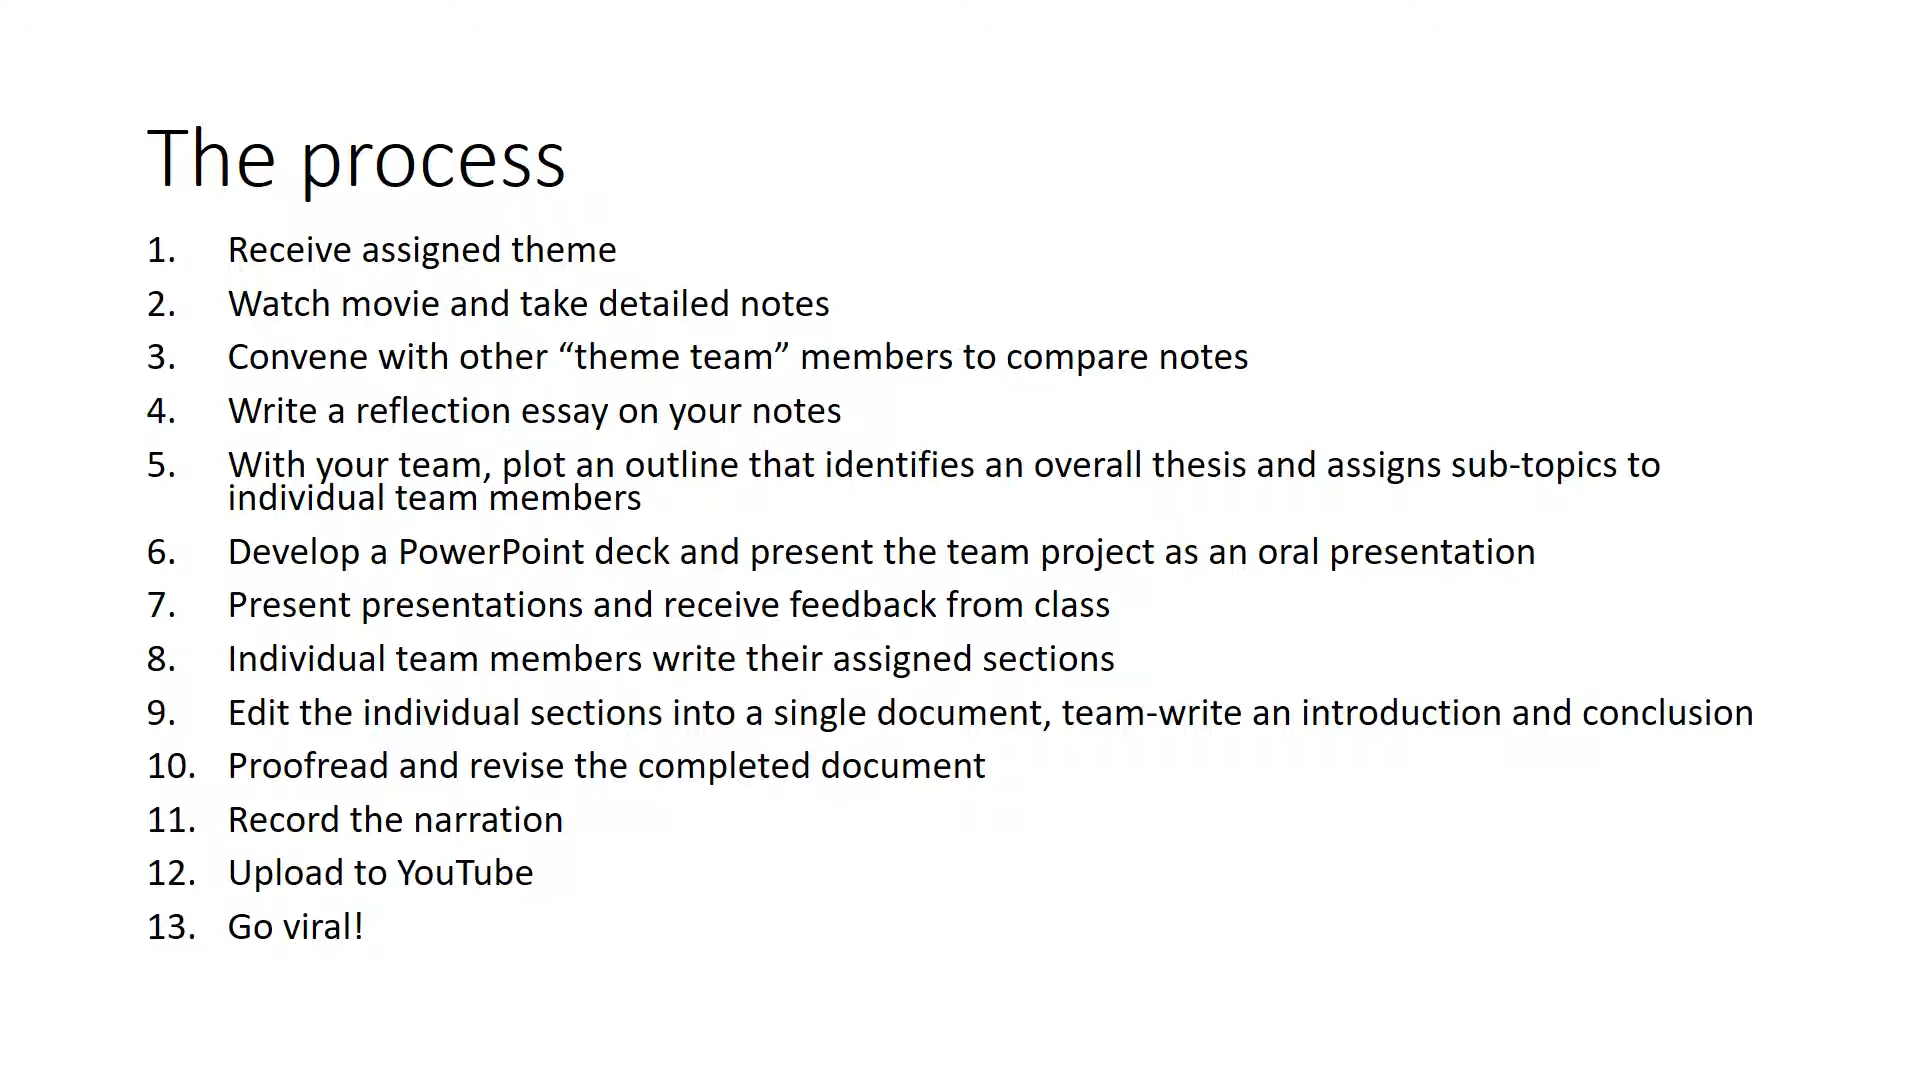 The process
1. Receive assigned theme
2. Watch movie and take detailed notes
3. Convene with other “theme team” members to compare notes
4. Write a reflection essay on your notes
5. With your team, plot an outline that identifies an overall thesis and assigns sub-topics to
individual team members
6. Develop a PowerPoint deck and present the team project as an oral presentation
7. Present presentations and receive feedback from class
8. Individual team members write their assigned sections
9. Edit the individual sections into a single document, team-write an introduction and conclusion
10. Proofread and revise the completed document
11. Record the narration
12. Upload to YouTube
13. Go viral!